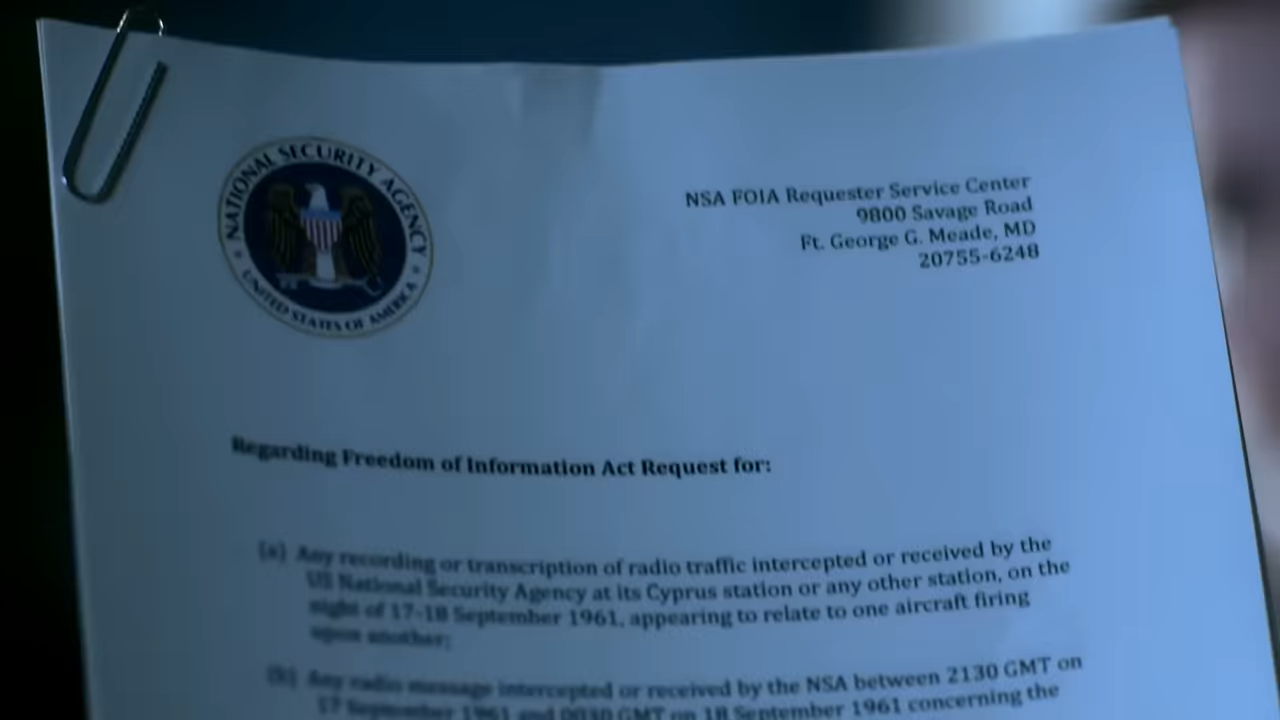 NATIONAL SECURITY AGENCY
UNITED STATES OF AMERICA
NSA FOIA Requester Service Center
9800 Savage Road
Ft. George G. Meade, MD
20755-6248
Regarding Freedom of Information Act Request for:
(a) Any recording or transcription of radio traffic intercepted or received by the
US National Security Agency at its Cyprus station or any other station, on the
night of 17-18 September 1961, appearing to relate to one aircraft firing
upon another;
(b) Any radio message intercepted or received by the NSA between 2130 GMT on
17 September 1961 and 0030 GMT on 18 September 1961 concerning the